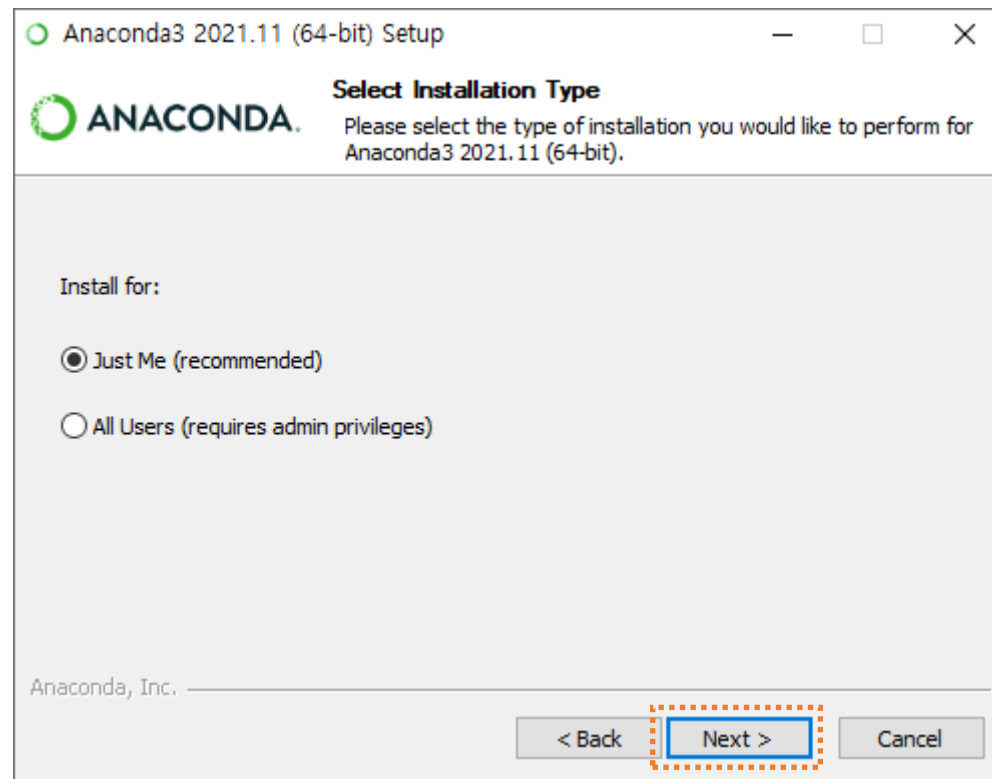 Anaconda3 2021.11 (64-bit) Setup
ANACONDA.
Select Installation Type
Please select the type of installation you would like to perform for
Anaconda3 2021.11 (64-bit).
Install for:
Just Me (recommended)
All Users (requires admin privileges)
Anaconda, Inc.
< Back Next > Cancel